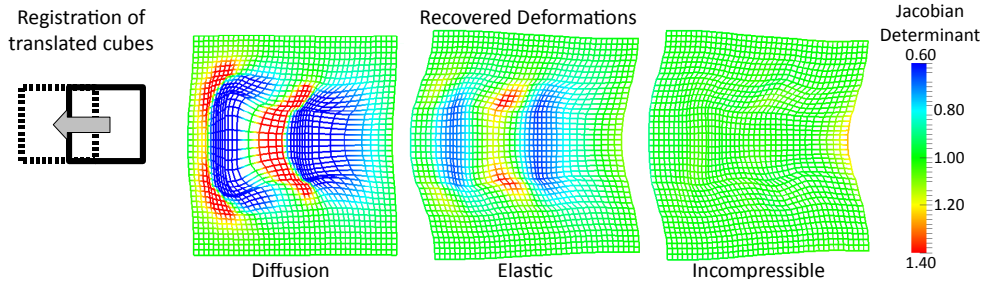 Registration of
translated cubes
Recovered Deformations
Jacobian
Determinant
0.60
0.80
1.00
1.20
1.40
Diffusion
Elastic
Incompressible